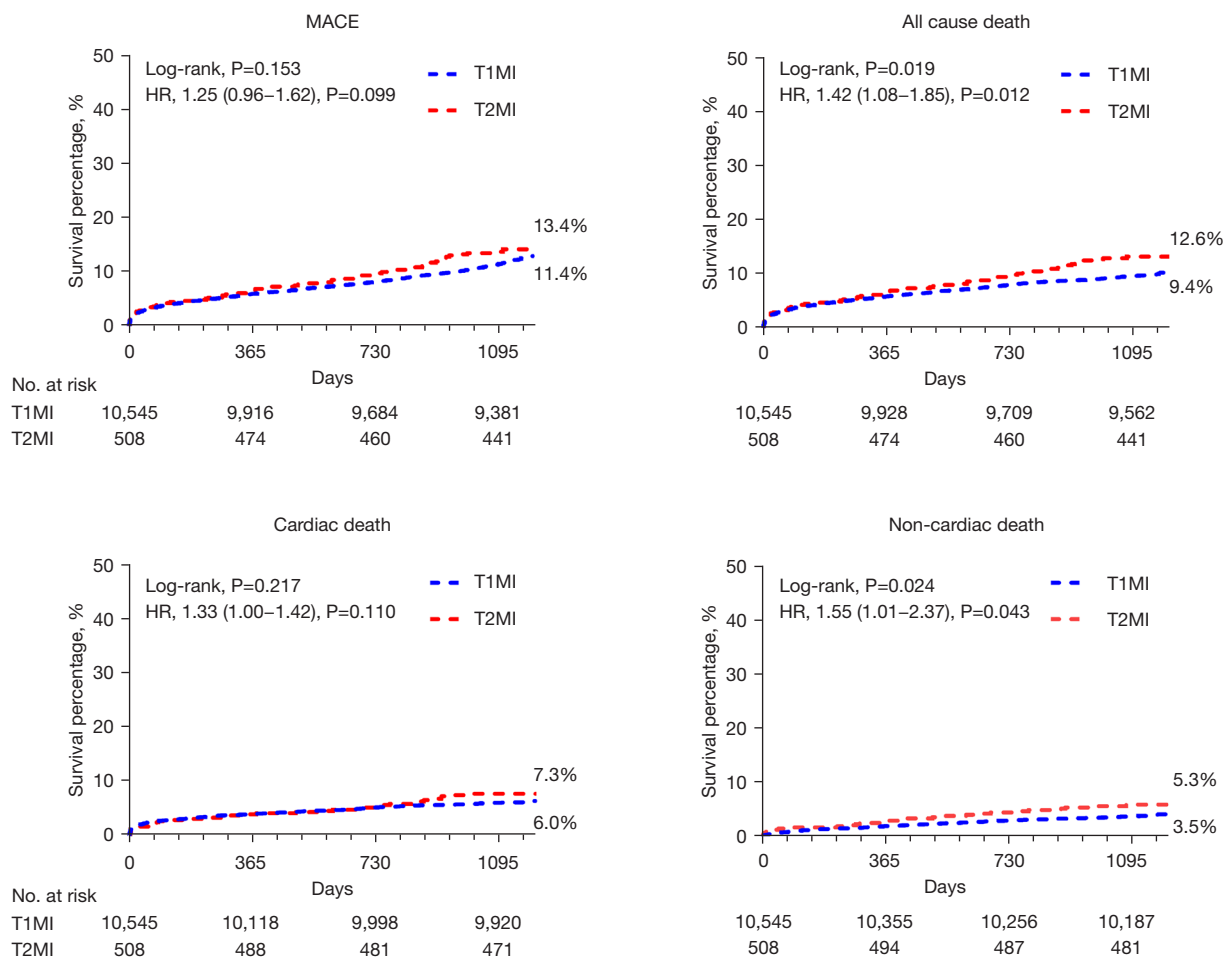 MACE
Survival percentage, %
50
40
30
20
10
0
Log-rank, P=0.153
HR, 1.25 (0.96–1.62), P=0.099
T1MI
T2MI
13.4%
11.4%
0 365 730 1095
Days
No. at risk
T1MI 10,545 9,916 9,684 9,381
T2MI 508 474 460 441
All cause death
Survival percentage, %
50
40
30
20
10
0
Log-rank, P=0.019
HR, 1.42 (1.08–1.85), P=0.012
T1MI
T2MI
12.6%
9.4%
0 365 730 1095
Days
10,545 9,928 9,709 9,562
508 474 460 441
Cardiac death
Survival percentage, %
50
40
30
20
10
0
Log-rank, P=0.217
HR, 1.33 (1.00–1.42), P=0.110
T1MI
T2MI
7.3%
6.0%
0 365 730 1095
Days
No. at risk
T1MI 10,545 10,118 9,998 9,920
T2MI 508 488 481 471
Non-cardiac death
Survival percentage, %
50
40
30
20
10
0
Log-rank, P=0.024
HR, 1.55 (1.01–2.37), P=0.043
T1MI
T2MI
5.3%
3.5%
0 365 730 1095
Days
10,545 10,355 10,256 10,187
508 494 487 481